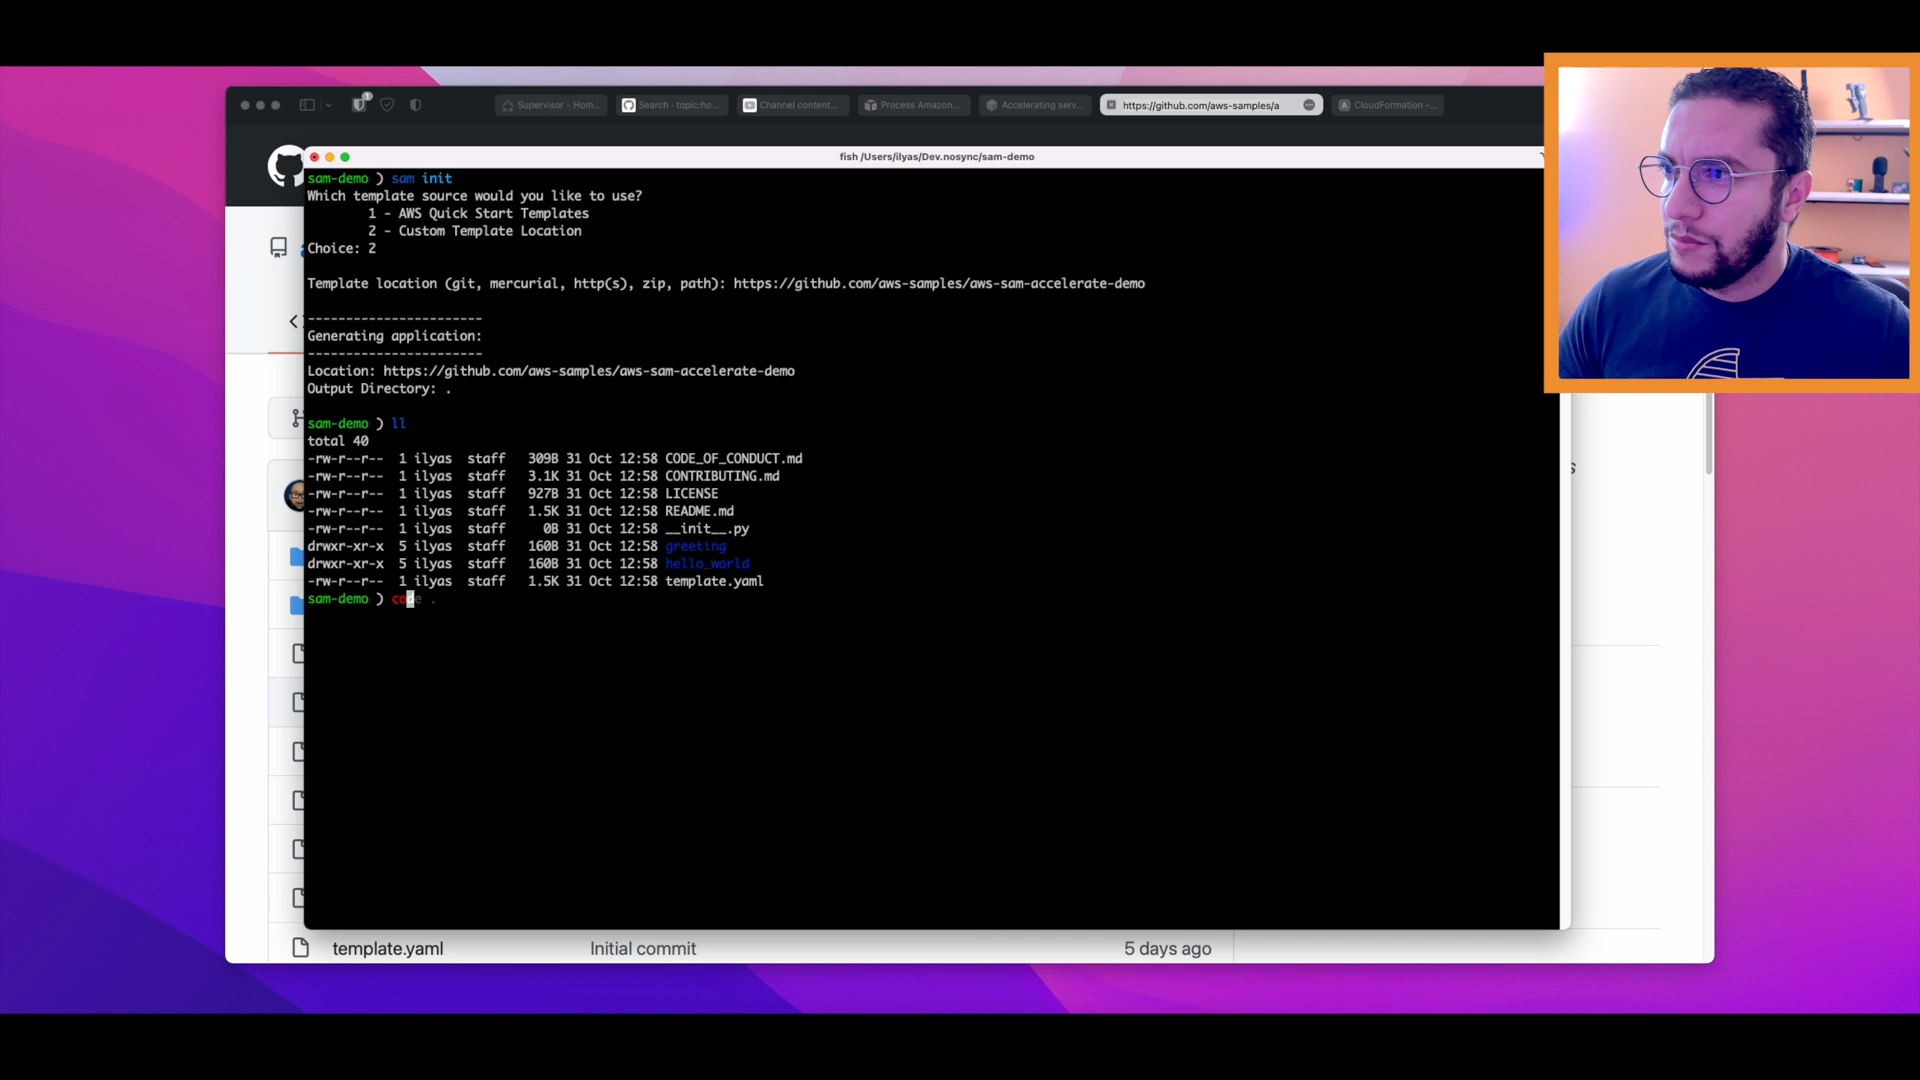 1
Supervisor - Hom...
Search · topic:ho...
Channel content...
Process Amazon...
Accelerating serv...
https://github.com/aws-samples/a
CloudFormation -...
fish /Users/ilyas/Dev.nosync/sam-demo
sam-demo ) sam init
Which template source would you like to use?
1 - AWS Quick Start Templates
2 - Custom Template Location
Choice: 2
Template location (git, mercurial, http(s), zip, path): https://github.com/aws-samples/aws-sam-accelerate-demo
-----------------------
Generating application:
-----------------------
Location: https://github.com/aws-samples/aws-sam-accelerate-demo
Output Directory: .
sam-demo ) ll
total 40
-rw-r--r--  1 ilyas  staff   309B 31 Oct 12:58 CODE_OF_CONDUCT.md
-rw-r--r--  1 ilyas  staff   3.1K 31 Oct 12:58 CONTRIBUTING.md
-rw-r--r--  1 ilyas  staff   927B 31 Oct 12:58 LICENSE
-rw-r--r--  1 ilyas  staff   1.5K 31 Oct 12:58 README.md
-rw-r--r--  1 ilyas  staff     0B 31 Oct 12:58 __init__.py
drwxr-xr-x  5 ilyas  staff   160B 31 Oct 12:58 greeting
drwxr-xr-x  5 ilyas  staff   160B 31 Oct 12:58 hello_world
-rw-r--r--  1 ilyas  staff   1.5K 31 Oct 12:58 template.yaml
sam-demo ) code .
s
template.yaml
Initial commit
5 days ago